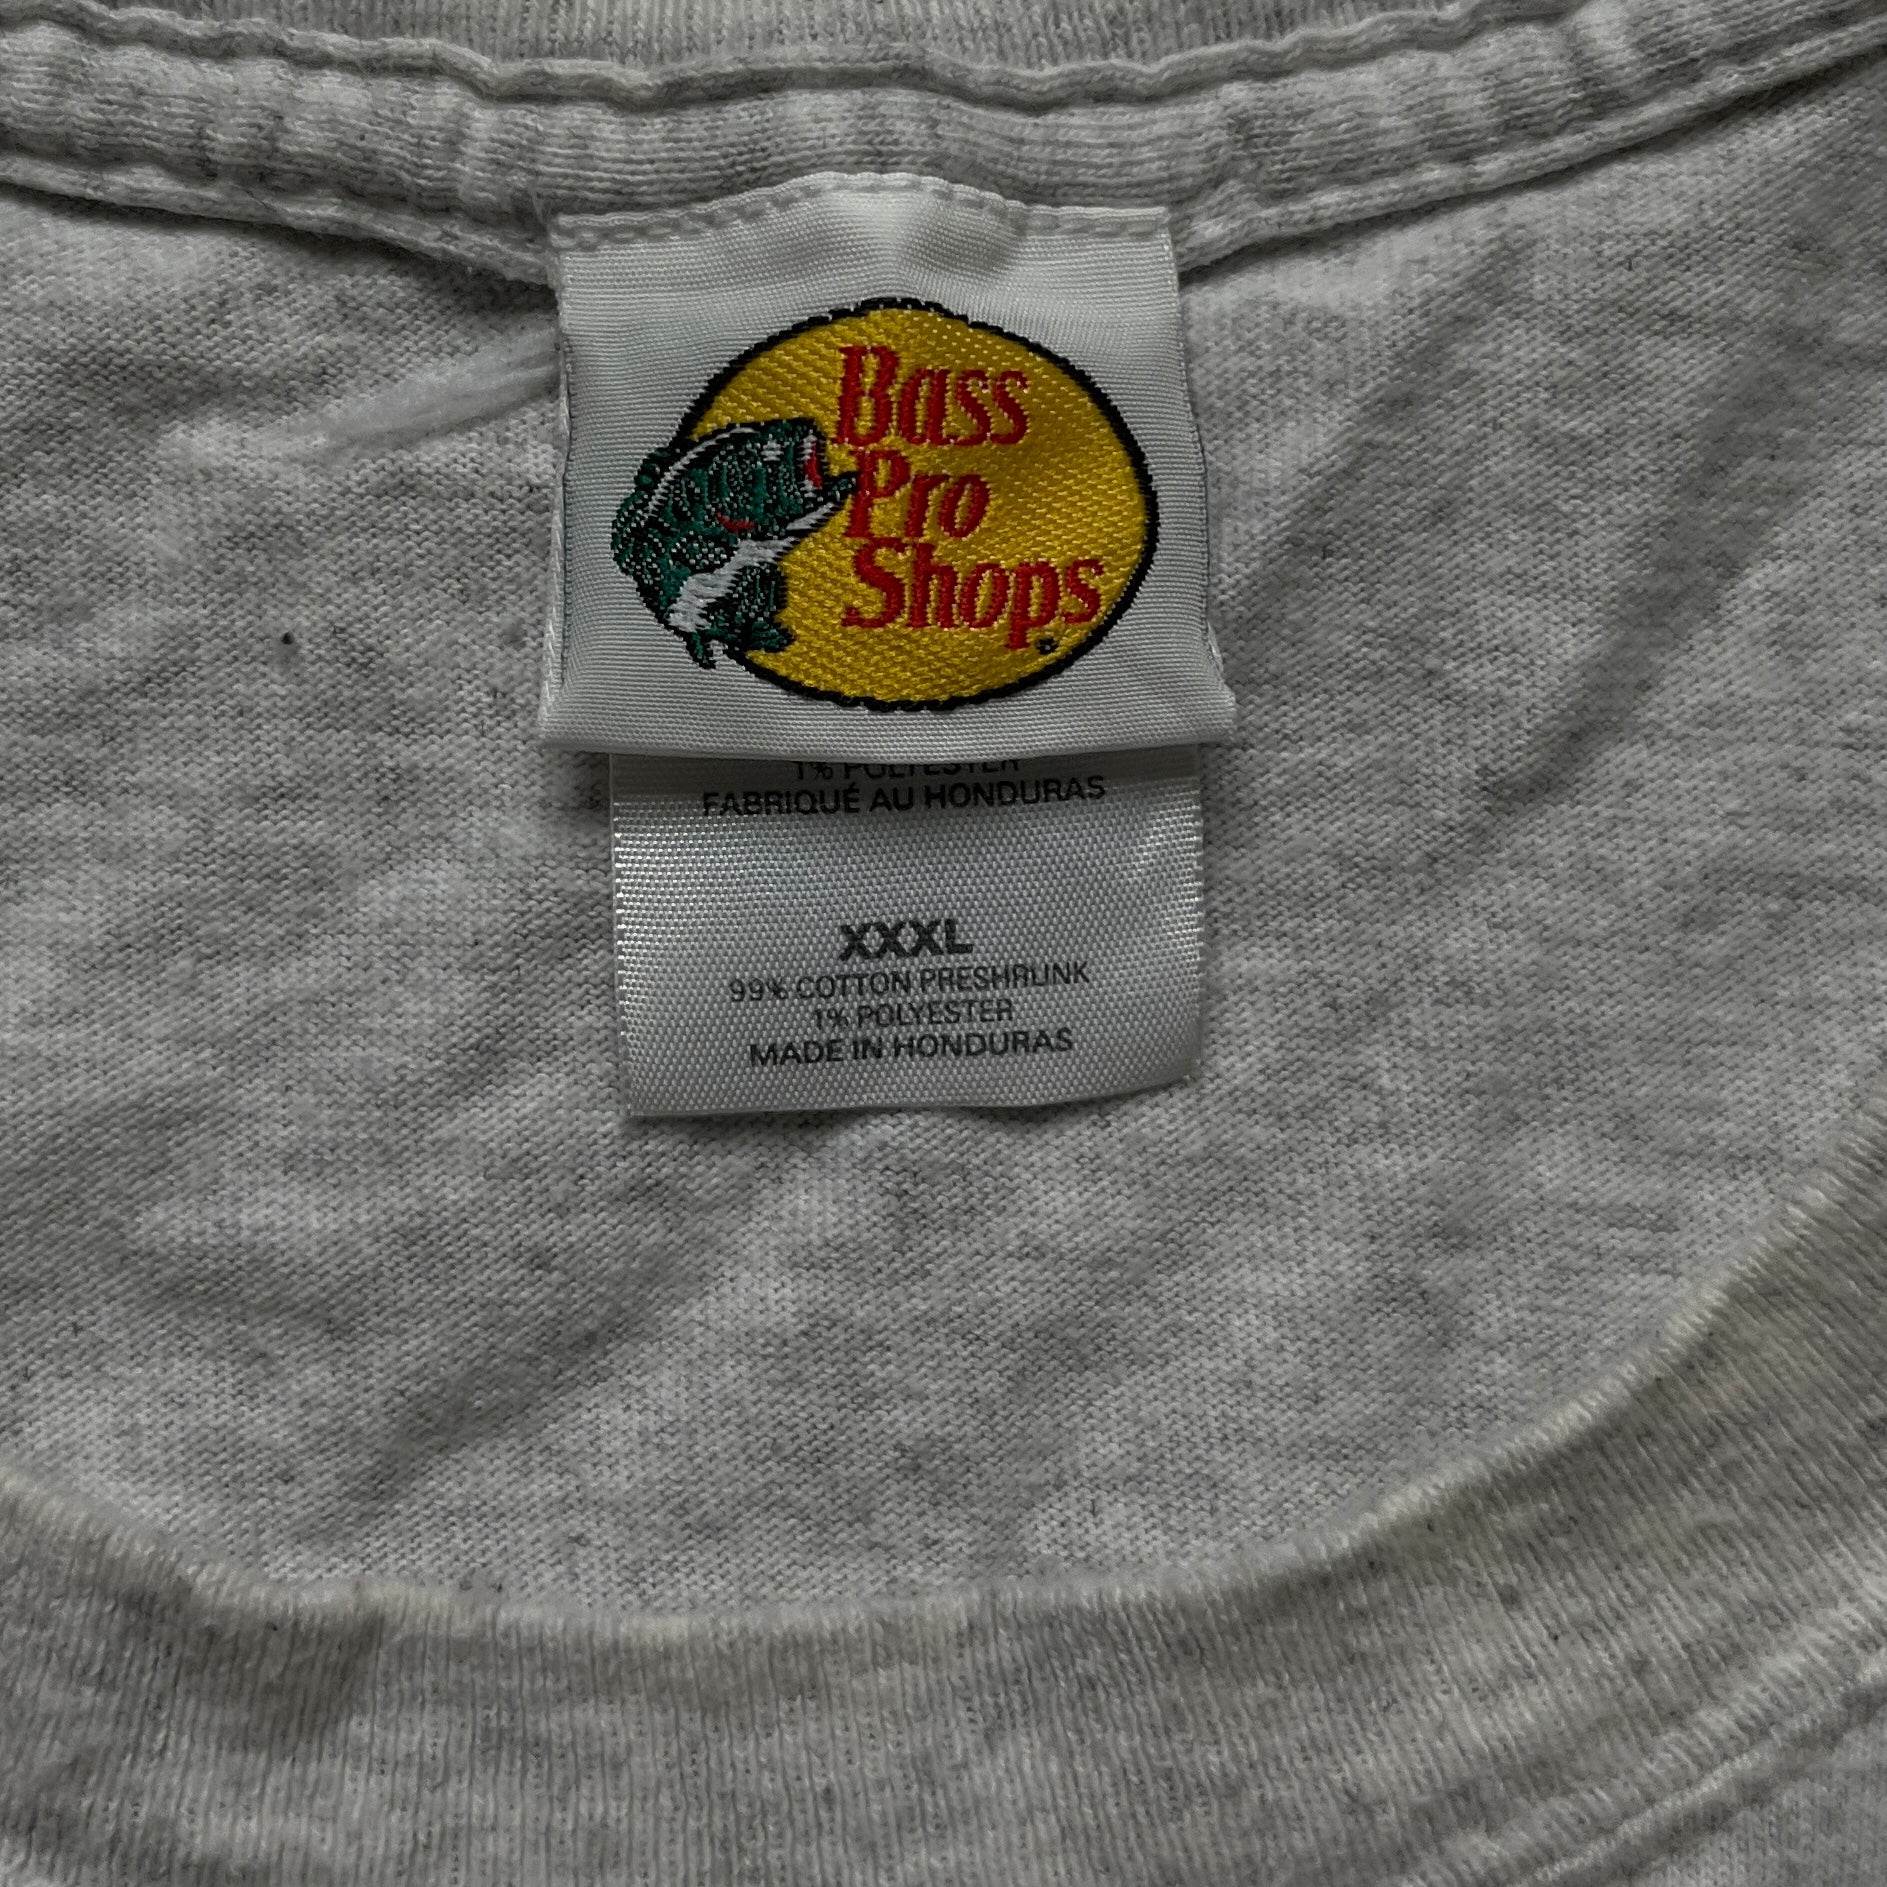 Bass
Pro
Shops
1% POLYESTER
FABRIQUÉ AU HONDURAS
XXXL
99% COTTON PRESHRUNK
1% POLYESTER
MADE IN HONDURAS